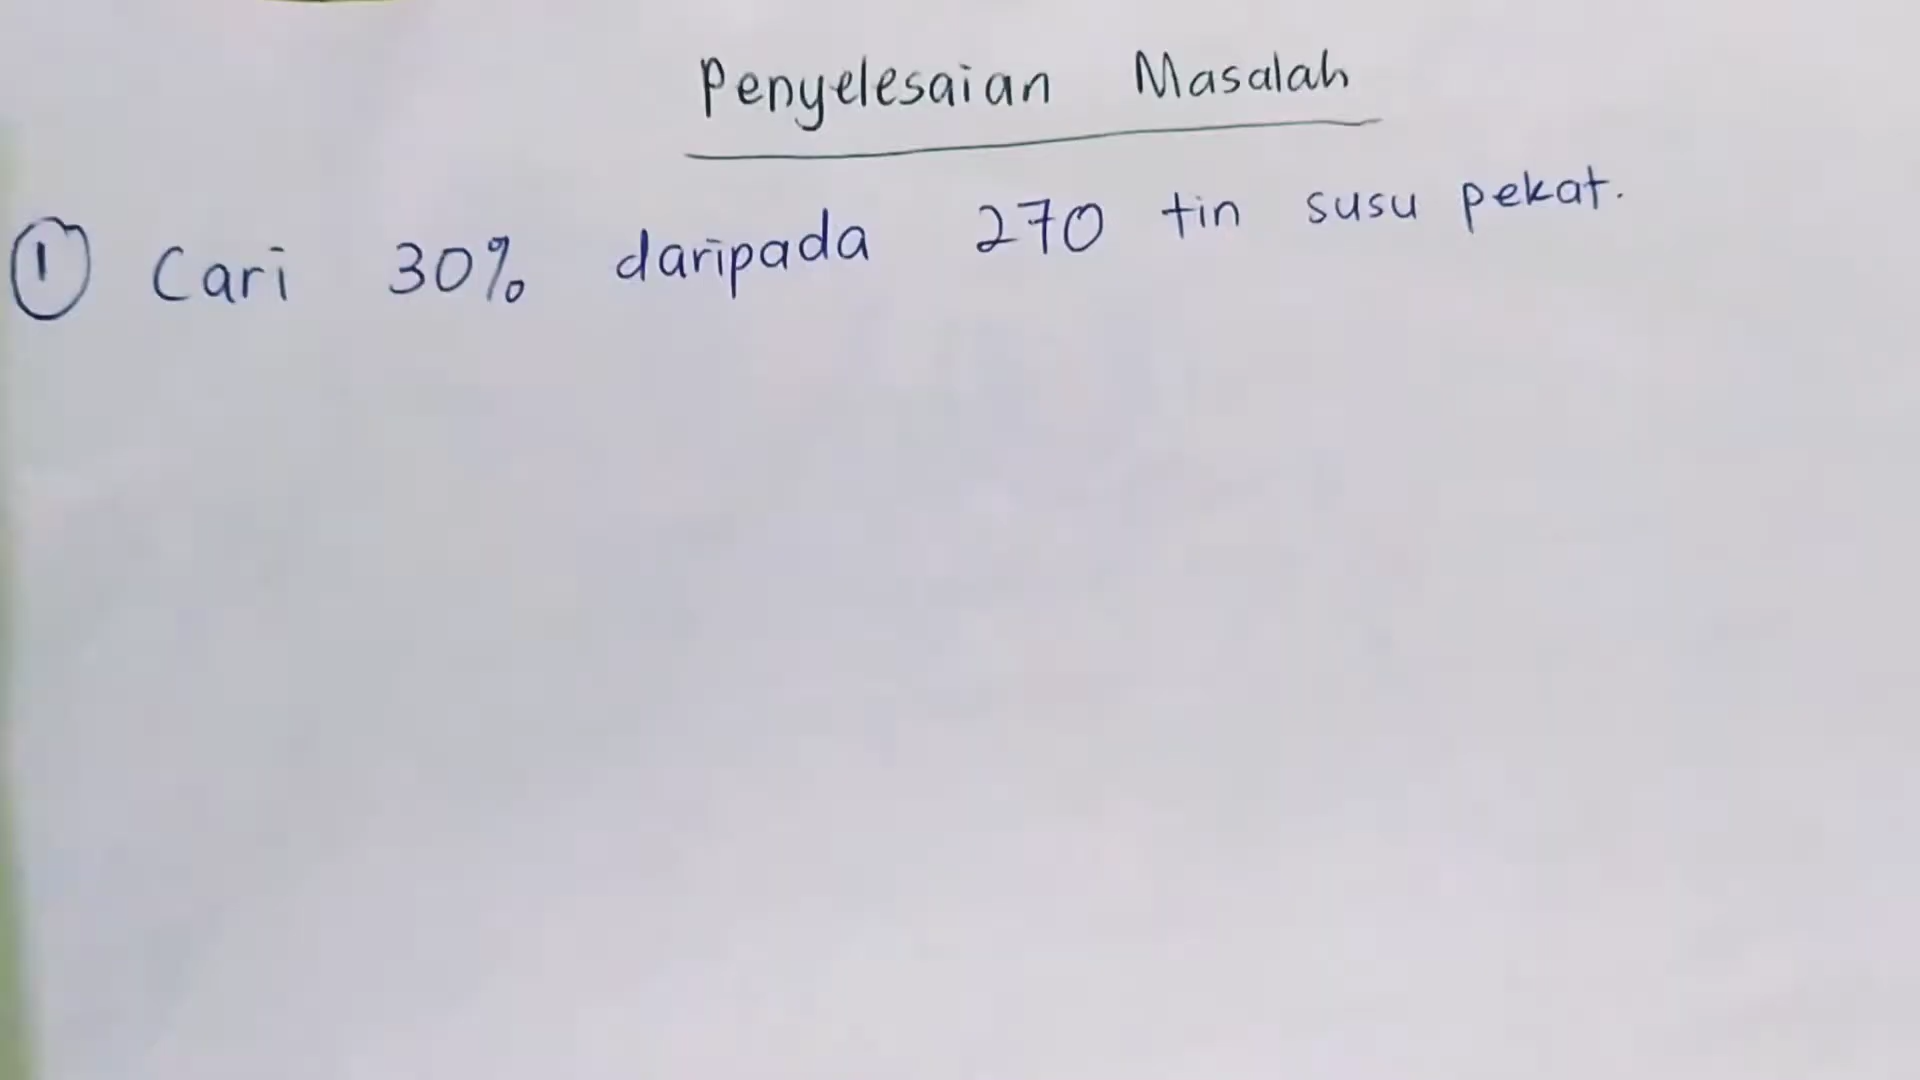 Penyelesaian Masalah
① Cari 30% daripada 270 tin susu pekat.